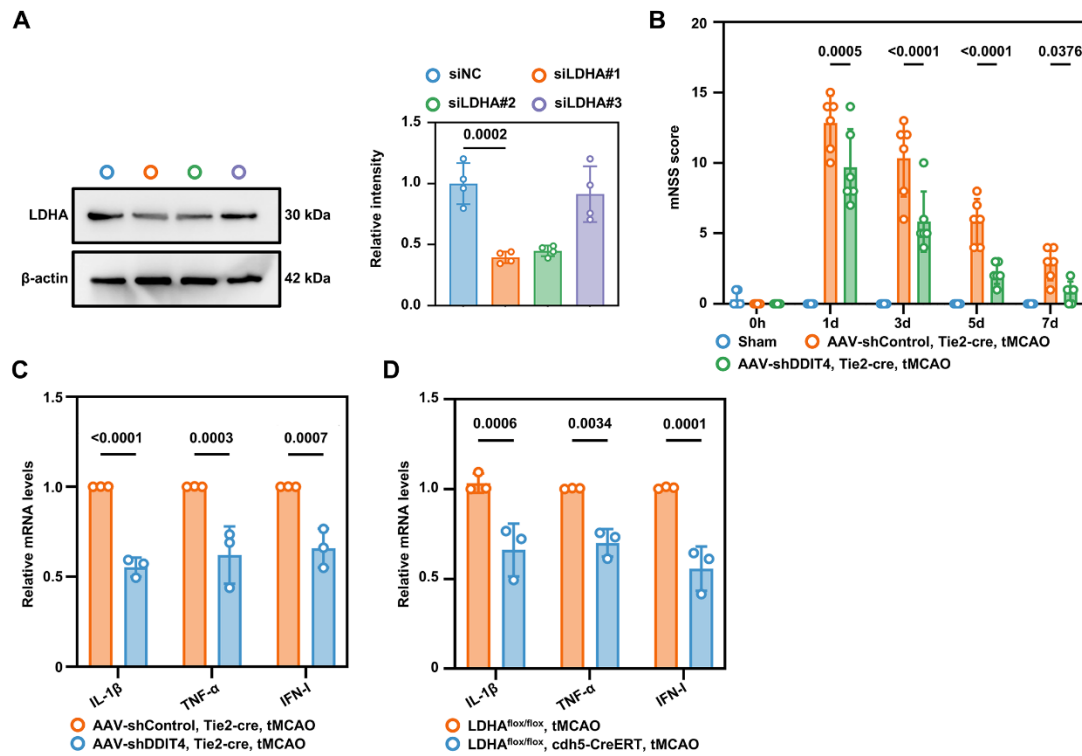 A
siNC
siLDHA#1
siLDHA#2
siLDHA#3
LDHA
30 kDa
β-actin
42 kDa
Relative intensity
1.5
1.0
0.5
0.0
0.0002
B
mNSS score
20
15
10
5
0
0.0005
<0.0001
<0.0001
0.0376
0h
1d
3d
5d
7d
Sham
AAV-shControl, Tie2-cre, tMCAO
AAV-shDDIT4, Tie2-cre, tMCAO
C
Relative mRNA levels
1.5
1.0
0.5
0
<0.0001
0.0003
0.0007
IL-1β
TNF-α
IFN-I
AAV-shControl, Tie2-cre, tMCAO
AAV-shDDIT4, Tie2-cre, tMCAO
D
Relative mRNA levels
1.5
1.0
0.5
0
0.0006
0.0034
0.0001
IL-1β
TNF-α
IFN-I
LDHAflox/flox, tMCAO
LDHAflox/flox, cdh5-CreERT, tMCAO